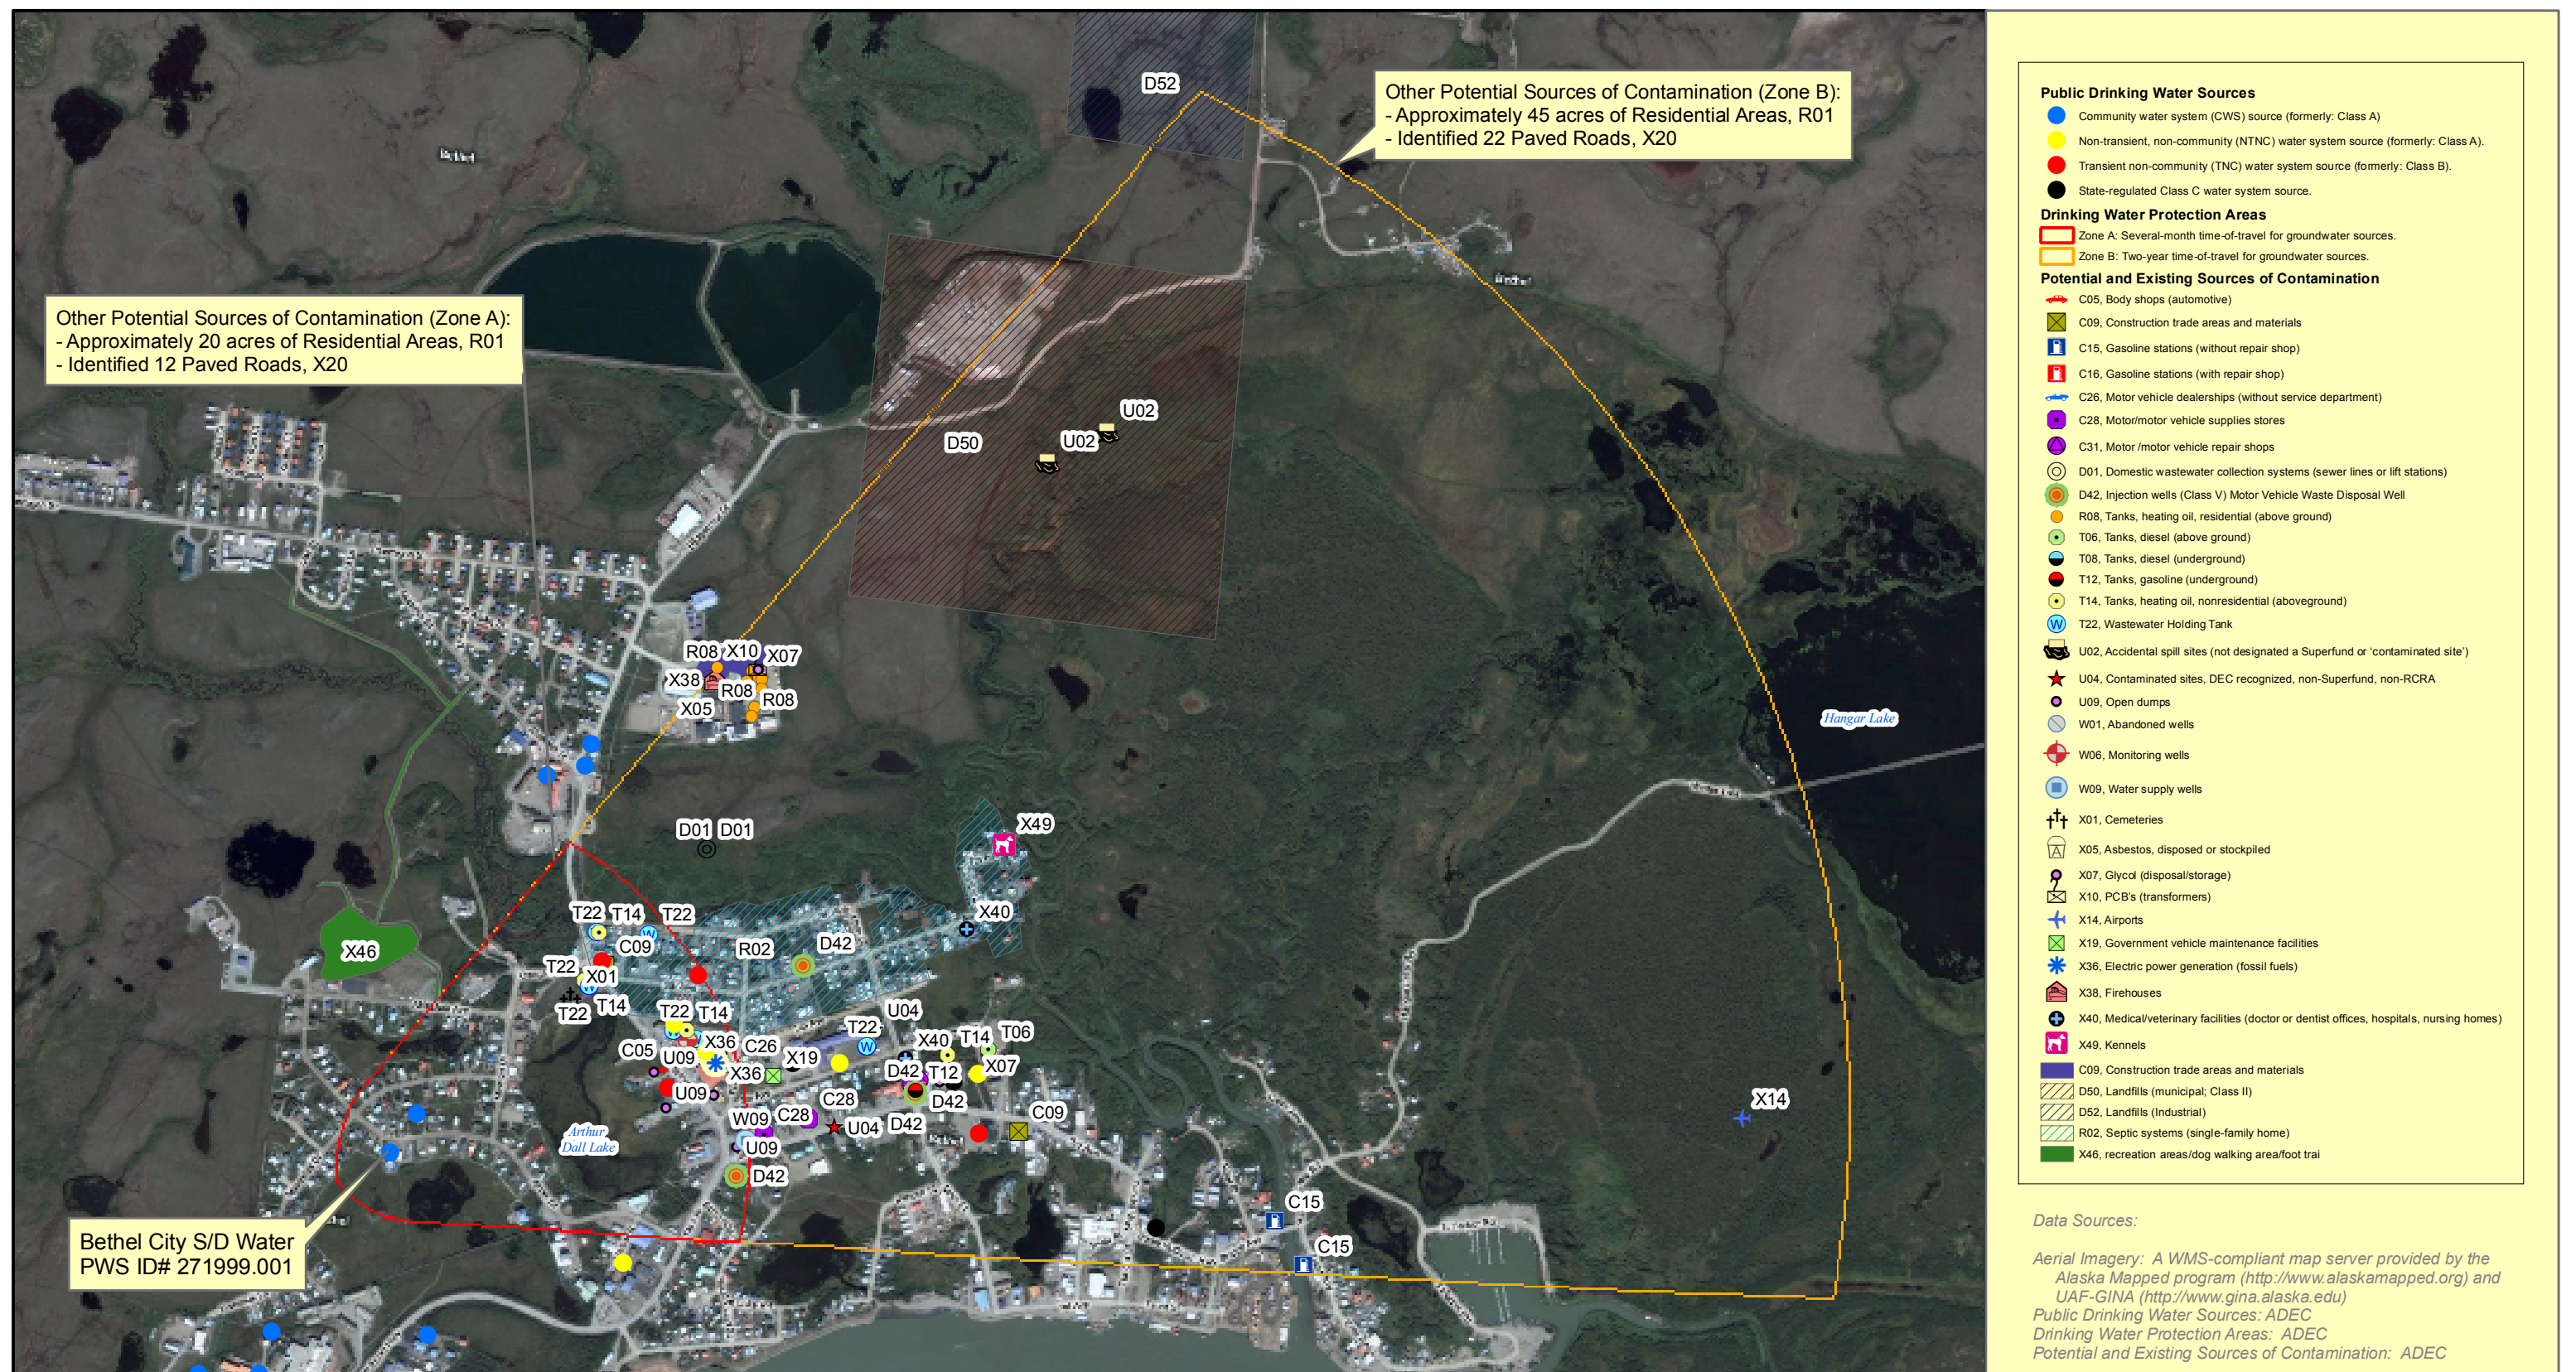 D52
Other Potential Sources of Contamination (Zone B):
- Approximately 45 acres of Residential Areas, R01
- Identified 22 Paved Roads, X20
Other Potential Sources of Contamination (Zone A):
- Approximately 20 acres of Residential Areas, R01
- Identified 12 Paved Roads, X20
U02
U02
D50
R08 X10 X07
X38
R08
R08
X05
Hangar Lake
D01 D01
X49
X40
T22 T14 T22
C09
R02
D42
X46
T22
X01
T22
T14
T22
T14
U04
T22
X36
C26
C05
U09
X19
X36
X40
T14
T06
D42
T12
X07
U09
D42
C28
C28
W09
U04
D42
C09
Arthur
Dall Lake
U09
D42
X14
C15
C15
Bethel City S/D Water
PWS ID# 271999.001
Public Drinking Water Sources
Community water system (CWS) source (formerly: Class A)
Non-transient, non-community (NTNC) water system source (formerly: Class A).
Transient non-community (TNC) water system source (formerly: Class B).
State-regulated Class C water system source.
Drinking Water Protection Areas
Zone A: Several-month time-of-travel for groundwater sources.
Zone B: Two-year time-of-travel for groundwater sources.
Potential and Existing Sources of Contamination
C05, Body shops (automotive)
C09, Construction trade areas and materials
C15, Gasoline stations (without repair shop)
C16, Gasoline stations (with repair shop)
C26, Motor vehicle dealerships (without service department)
C28, Motor/motor vehicle supplies stores
C31, Motor /motor vehicle repair shops
D01, Domestic wastewater collection systems (sewer lines or lift stations)
D42, Injection wells (Class V) Motor Vehicle Waste Disposal Well
R08, Tanks, heating oil, residential (above ground)
T06, Tanks, diesel (above ground)
T08, Tanks, diesel (underground)
T12, Tanks, gasoline (underground)
T14, Tanks, heating oil, nonresidential (aboveground)
T22, Wastewater Holding Tank
U02, Accidental spill sites (not designated a Superfund or 'contaminated site')
U04, Contaminated sites, DEC recognized, non-Superfund, non-RCRA
U09, Open dumps
W01, Abandoned wells
W06, Monitoring wells
W09, Water supply wells
X01, Cemeteries
X05, Asbestos, disposed or stockpiled
X07, Glycol (disposal/storage)
X10, PCB's (transformers)
X14, Airports
X19, Government vehicle maintenance facilities
X36, Electric power generation (fossil fuels)
X38, Firehouses
X40, Medical/veterinary facilities (doctor or dentist offices, hospitals, nursing homes)
X49, Kennels
C09, Construction trade areas and materials
D50, Landfills (municipal; Class II)
D52, Landfills (Industrial)
R02, Septic systems (single-family home)
X46, recreation areas/dog walking area/foot trai
Data Sources:
Aerial Imagery: A WMS-compliant map server provided by the
Alaska Mapped program (http://www.alaskamapped.org) and
UAF-GINA (http://www.gina.alaska.edu)
Public Drinking Water Sources: ADEC
Drinking Water Protection Areas: ADEC
Potential and Existing Sources of Contamination: ADEC